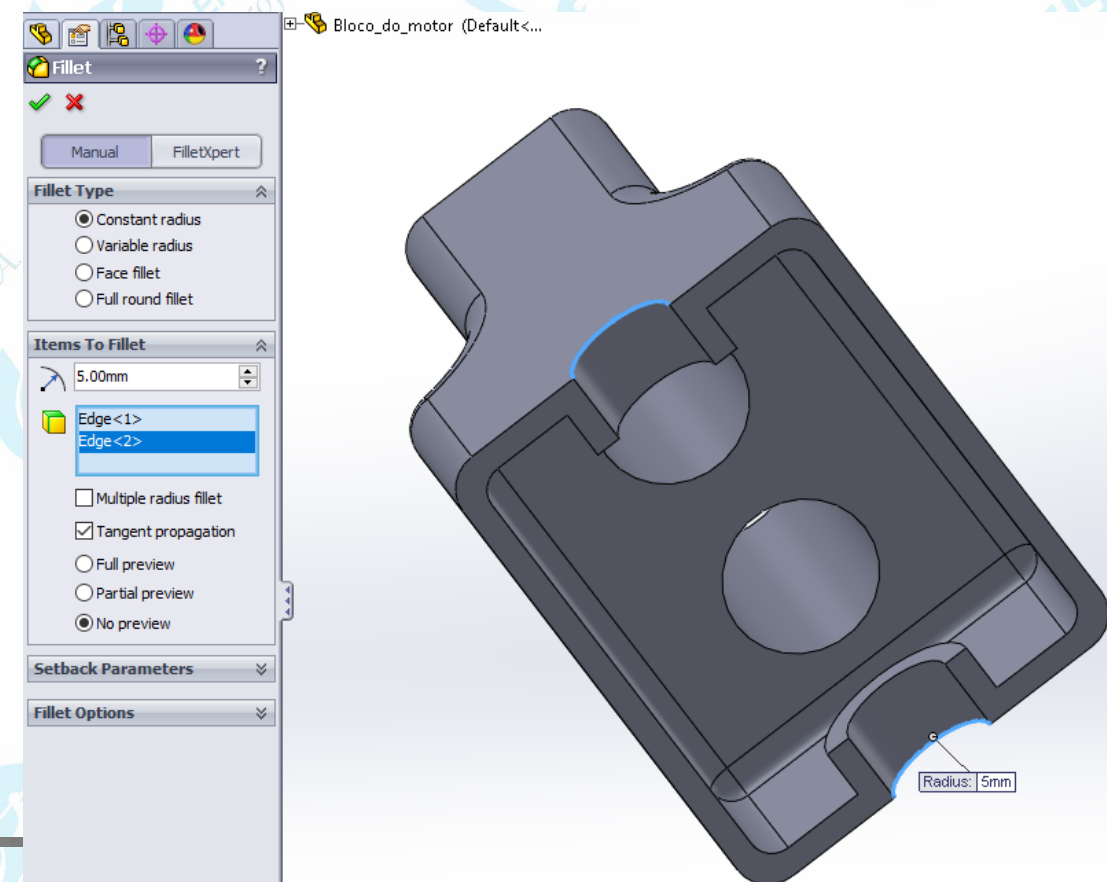 Bloco_do_motor (Default<...
Fillet ?
Manual FilletXpert
Fillet Type
Constant radius
Variable radius
Face fillet
Full round fillet
Items To Fillet
5.00mm
Edge<1>
Edge<2>
Multiple radius fillet
Tangent propagation
Full preview
Partial preview
No preview
Setback Parameters
Fillet Options
Radius: 5mm